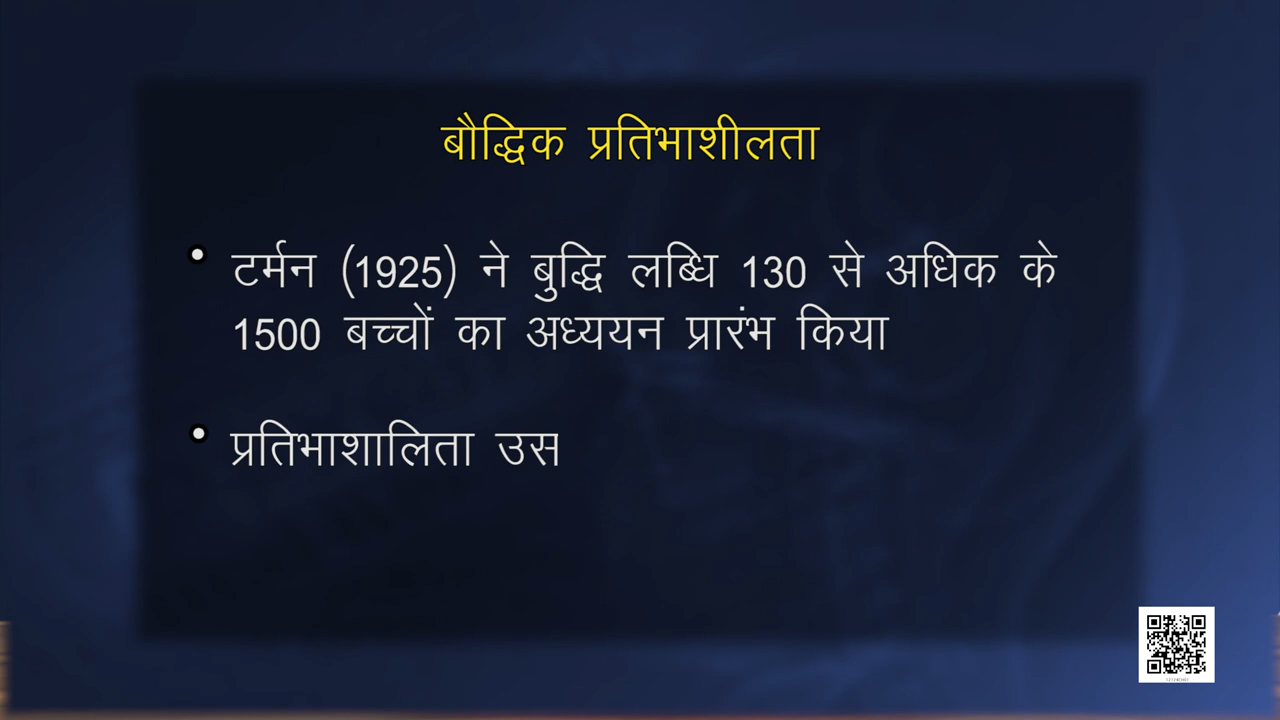 बौद्धिक प्रतिभाशीलता
• टर्मन (1925) ने बुद्धि लब्धि 130 से अधिक के
1500 बच्चों का अध्ययन प्रारंभ किया
• प्रतिभाशालिता उस